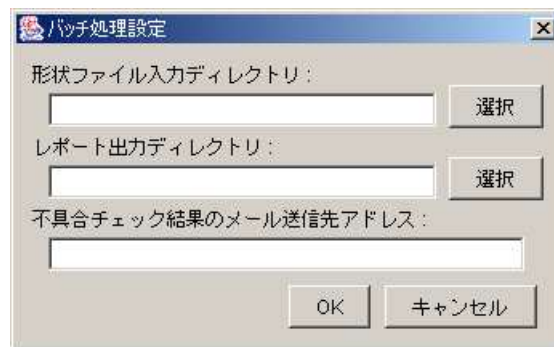 バッチ処理設定
形状ファイル入力ディレクトリ:
選択
レポート出力ディレクトリ:
選択
不具合チェック結果のメール送信先アドレス:
OK キャンセル